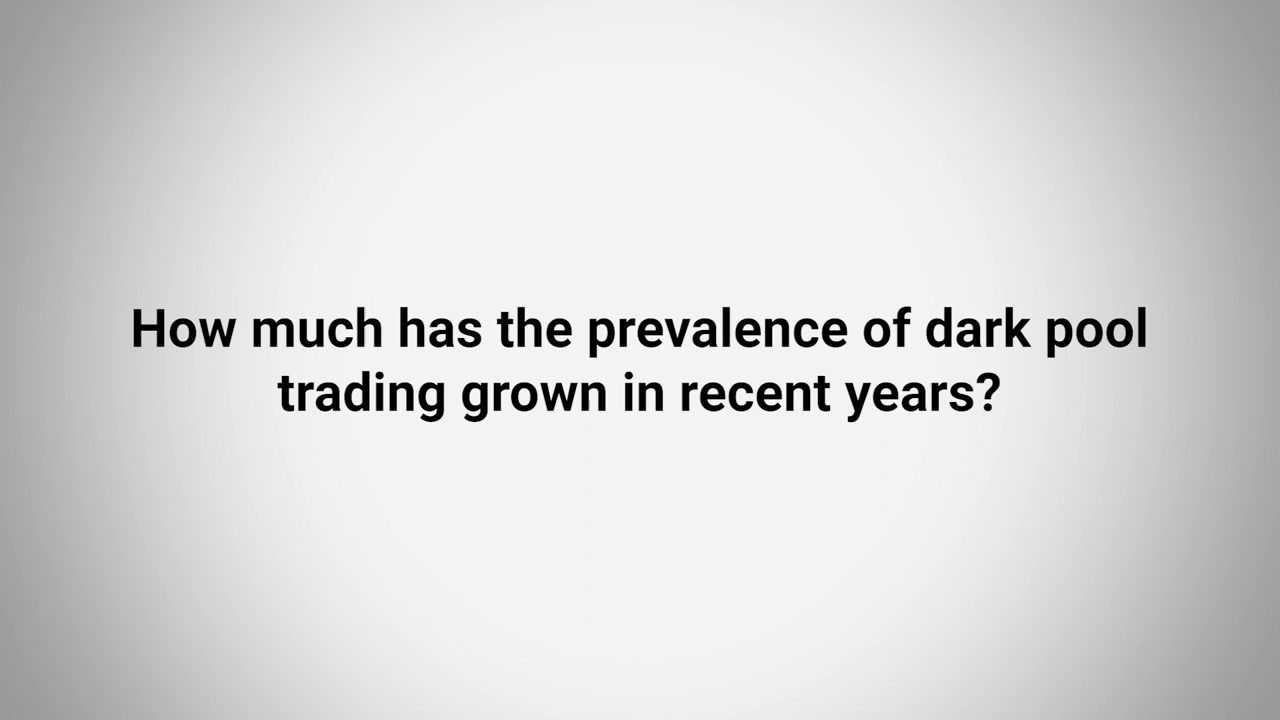 How much has the prevalence of dark pool
trading grown in recent years?